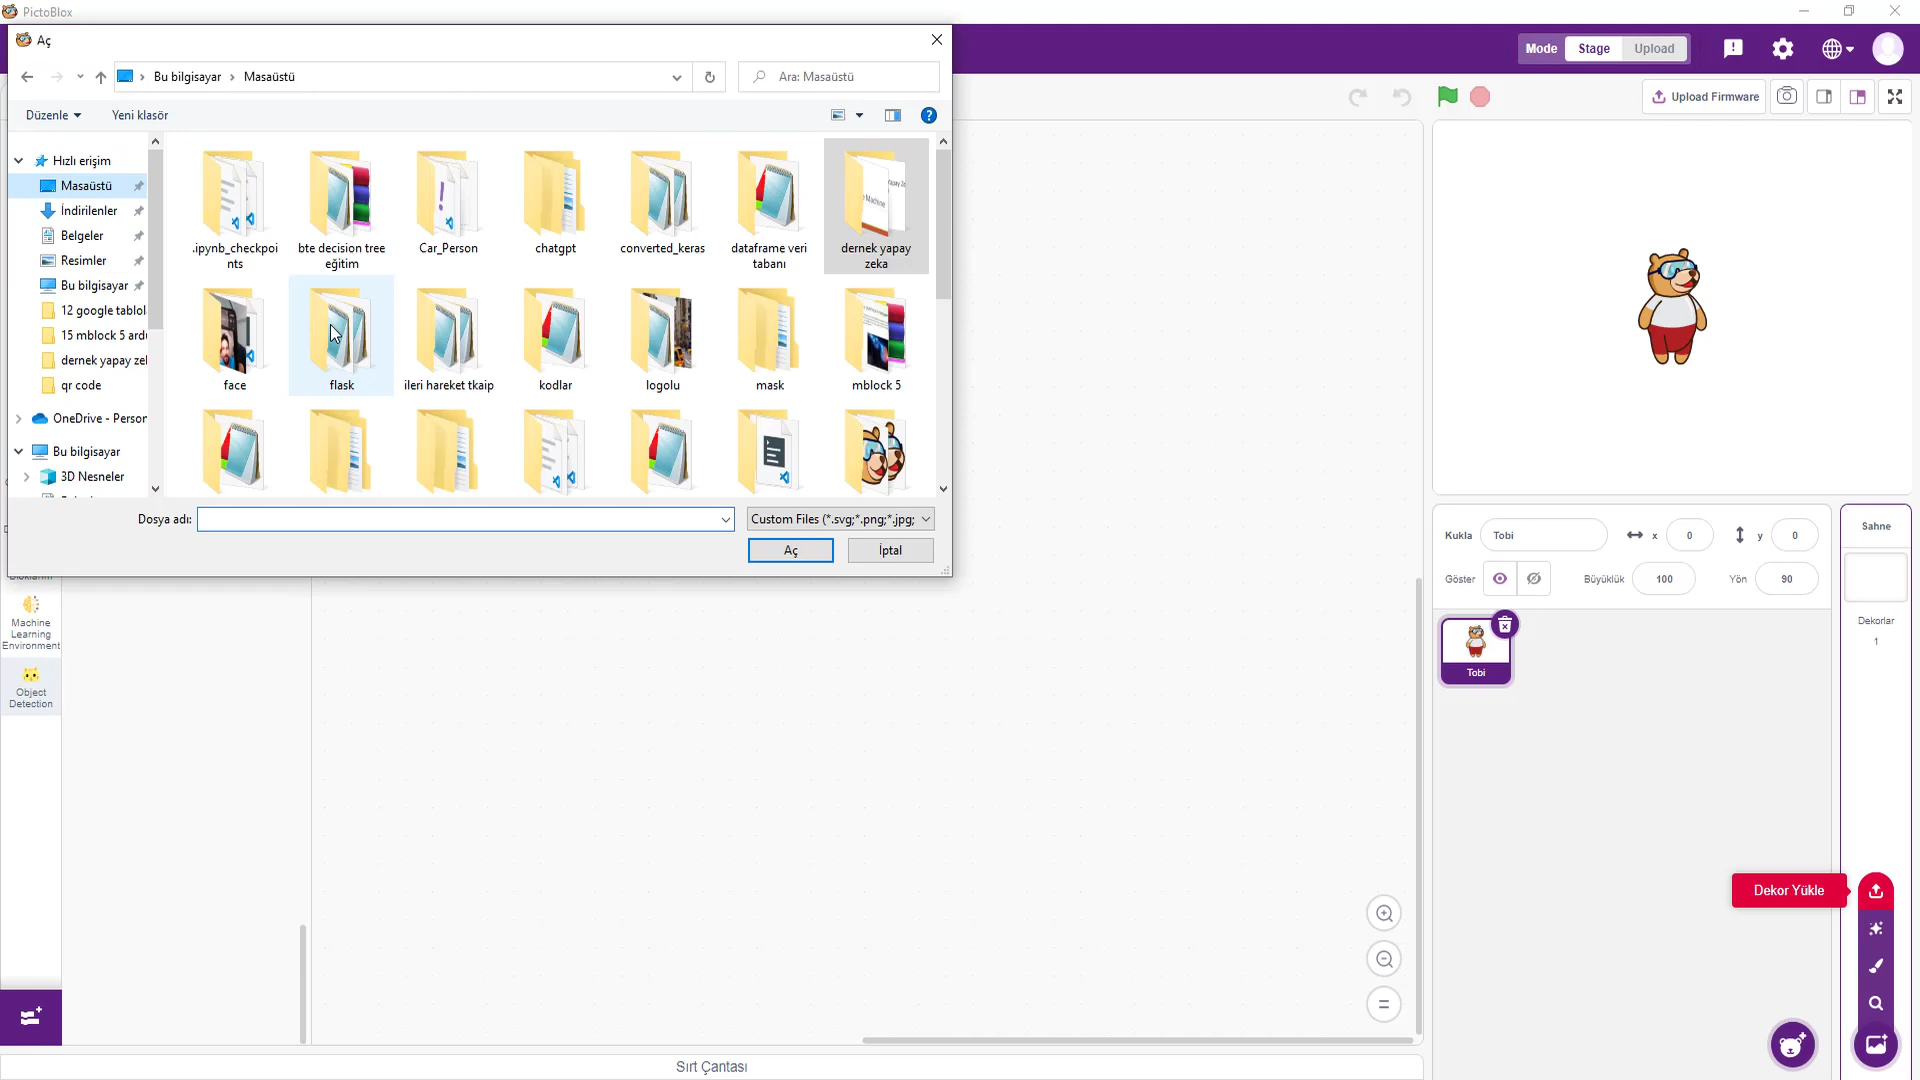 PictoBlox
Aç
Bu bilgisayar
Masaüstü
Ara: Masaüstü
Düzenle
Yeni klasör
Hızlı erişim
Masaüstü
İndirilenler
Belgeler
Resimler
Bu bilgisayar
12 google tablol
15 mblock 5 ard
dernek yapay ze
qr code
OneDrive - Person
Bu bilgisayar
3D Nesneler
.ipynb_checkpoi
nts
bte decision tree
eğitim
Car_Person
chatgpt
converted_keras
dataframe veri
tabanı
dernek yapay
zeka
face
flask
ileri hareket tkaip
kodlar
logolu
mask
mblock 5
Dosya adı:
Custom Files (*.svg;*.png;*.jpg;
Aç
İptal
Mode
Stage
Upload
Upload Firmware
Machine
Learning
Environment
Object
Detection
Kukla
Tobi
x
0
y
0
Göster
Büyüklük
100
Yön
90
Tobi
Sahne
Dekorlar
1
Dekor Yükle
Sırt Çantası